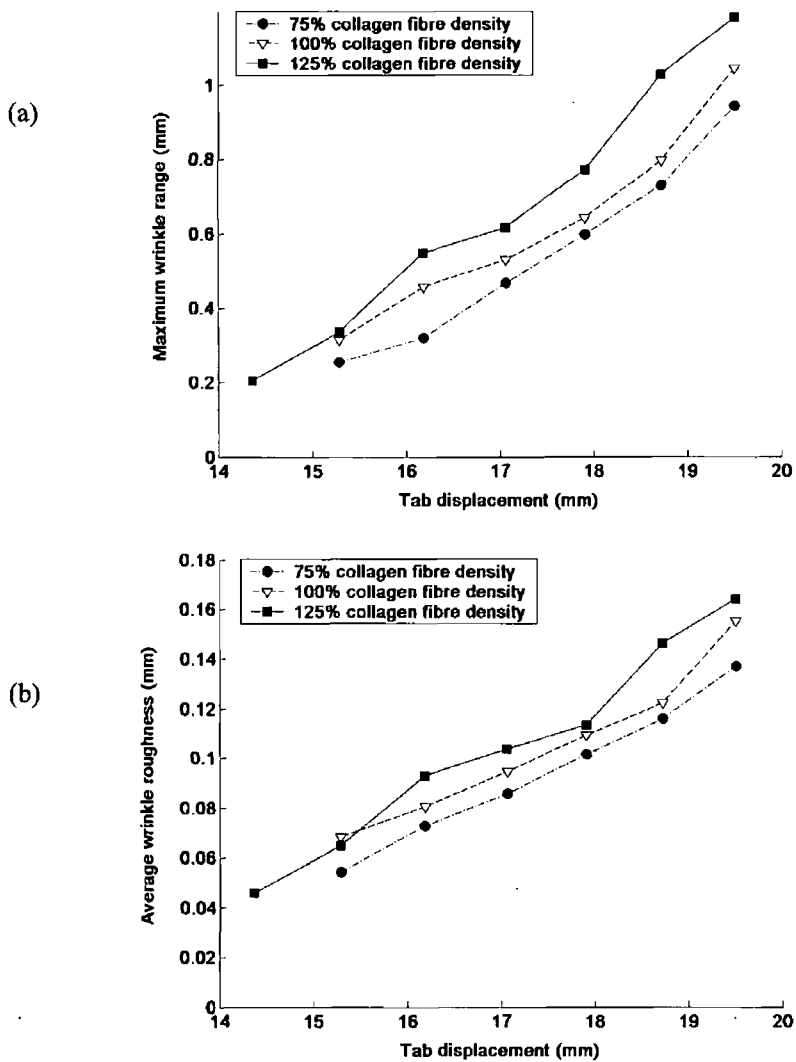 (a)
75% collagen fibre density
100% collagen fibre density
125% collagen fibre density
Maximum wrinkle range (mm)
1
0.8
0.6
0.4
0.2
0
14 15 16 17 18 19 20
Tab displacement (mm)
(b)
75% collagen fibre density
100% collagen fibre density
125% collagen fibre density
Average wrinkle roughness (mm)
0.18
0.16
0.14
0.12
0.1
0.08
0.06
0.04
0.02
0
14 15 16 17 18 19 20
Tab displacement (mm)